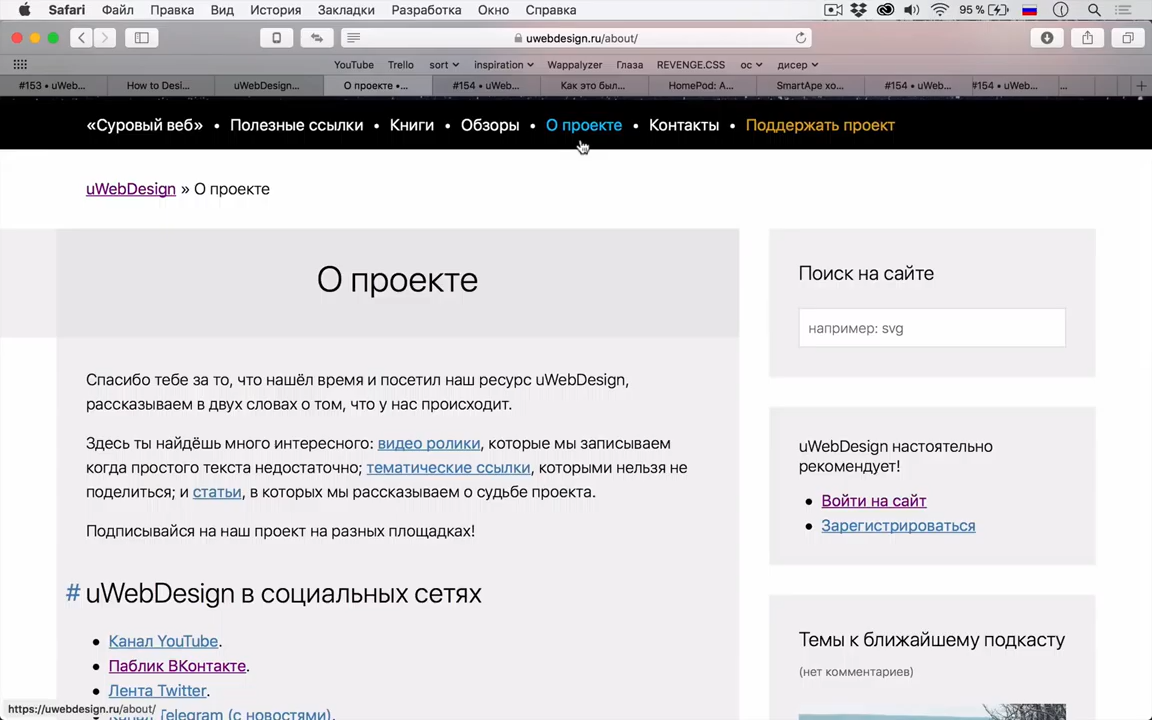 Safari Файл Правка Вид История Закладки Разработка Окно Справка 95 %
uwebdesign.ru/about/
YouTube Trello sort inspiration Wappalyzer Глаза REVENGE.CSS ос дисер
#153 • uWeb... How to Desi... uWebDesign... О проекте •... #154 • uWeb... Как это был... HomePod: A... SmartApe хо... #154 • uWeb... #154 • uWeb... ...
«Суровый веб» • Полезные ссылки • Книги • Обзоры • О проекте • Контакты • Поддержать проект
uWebDesign » О проекте
О проекте
Спасибо тебе за то, что нашёл время и посетил наш ресурс uWebDesign,
рассказываем в двух словах о том, что у нас происходит.
Здесь ты найдёшь много интересного: видео ролики, которые мы записываем
когда простого текста недостаточно; тематические ссылки, которыми нельзя не
поделиться; и статьи, в которых мы рассказываем о судьбе проекта.
Подписывайся на наш проект на разных площадках!
# uWebDesign в социальных сетях
• Канал YouTube.
• Паблик ВКонтакте.
• Лента Twitter.
Канал Telegram (с новостями).
Поиск на сайте
например: svg
uWebDesign настоятельно
рекомендует!
• Войти на сайт
• Зарегистрироваться
Темы к ближайшему подкасту
(нет комментариев)
https://uwebdesign.ru/about/